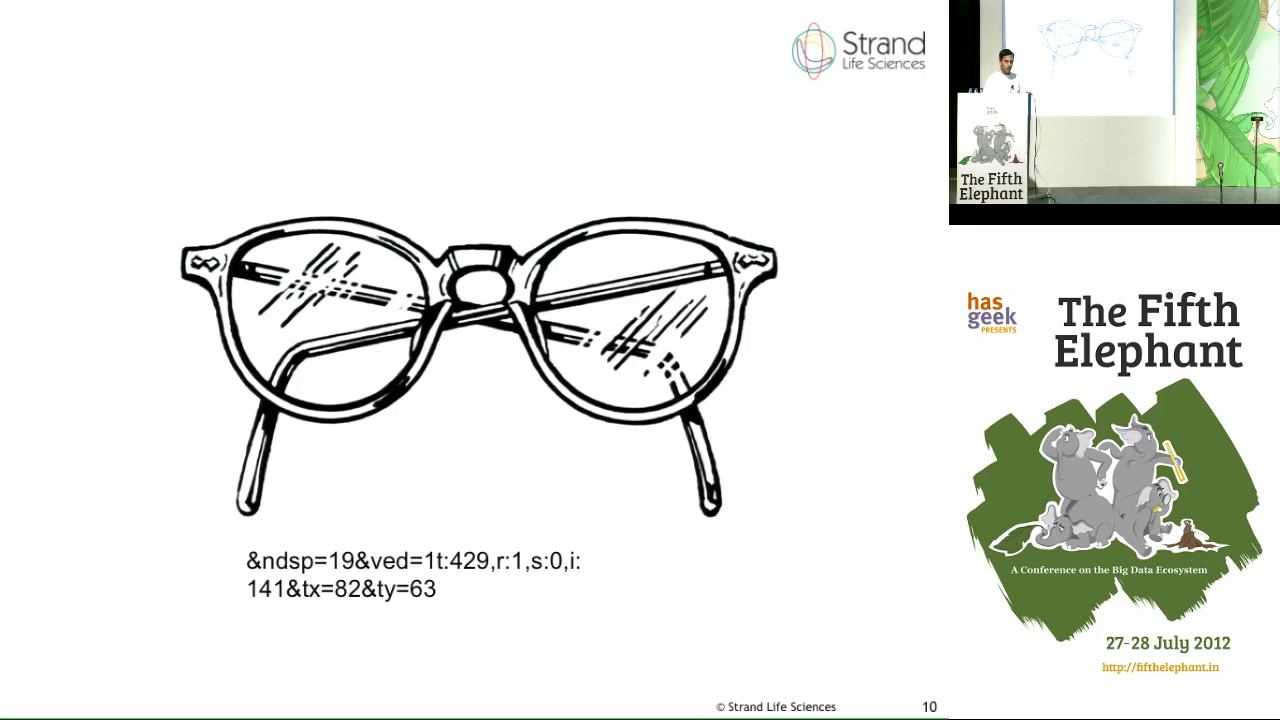 Strand
Life Sciences
&ndsp=19&ved=1t:429,r:1,s:0,i:
141&tx=82&ty=63
© Strand Life Sciences
10
has
geek
The Fifth
Elephant
has
geek
PRESENTS
The Fifth
Elephant
A Conference on the Big Data Ecosystem
27-28 July 2012
http://fifthelephant.in